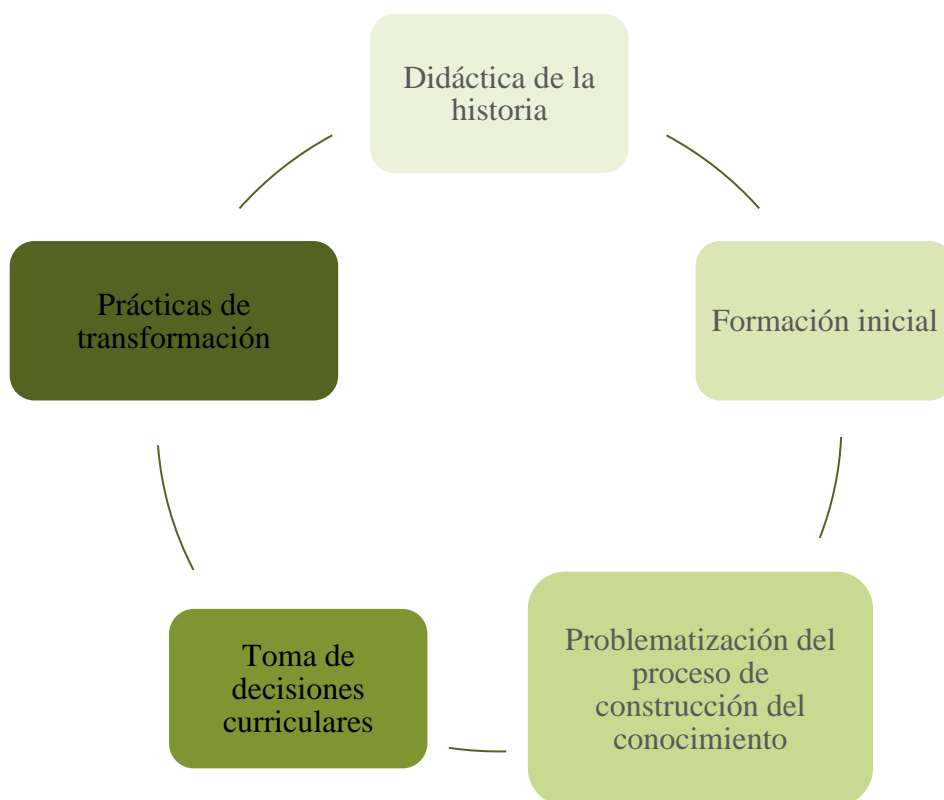 Didáctica de la
historia
Formación inicial
Problematización del
proceso de
construcción del
conocimiento
Toma de
decisiones
curriculares
Prácticas de
transformación